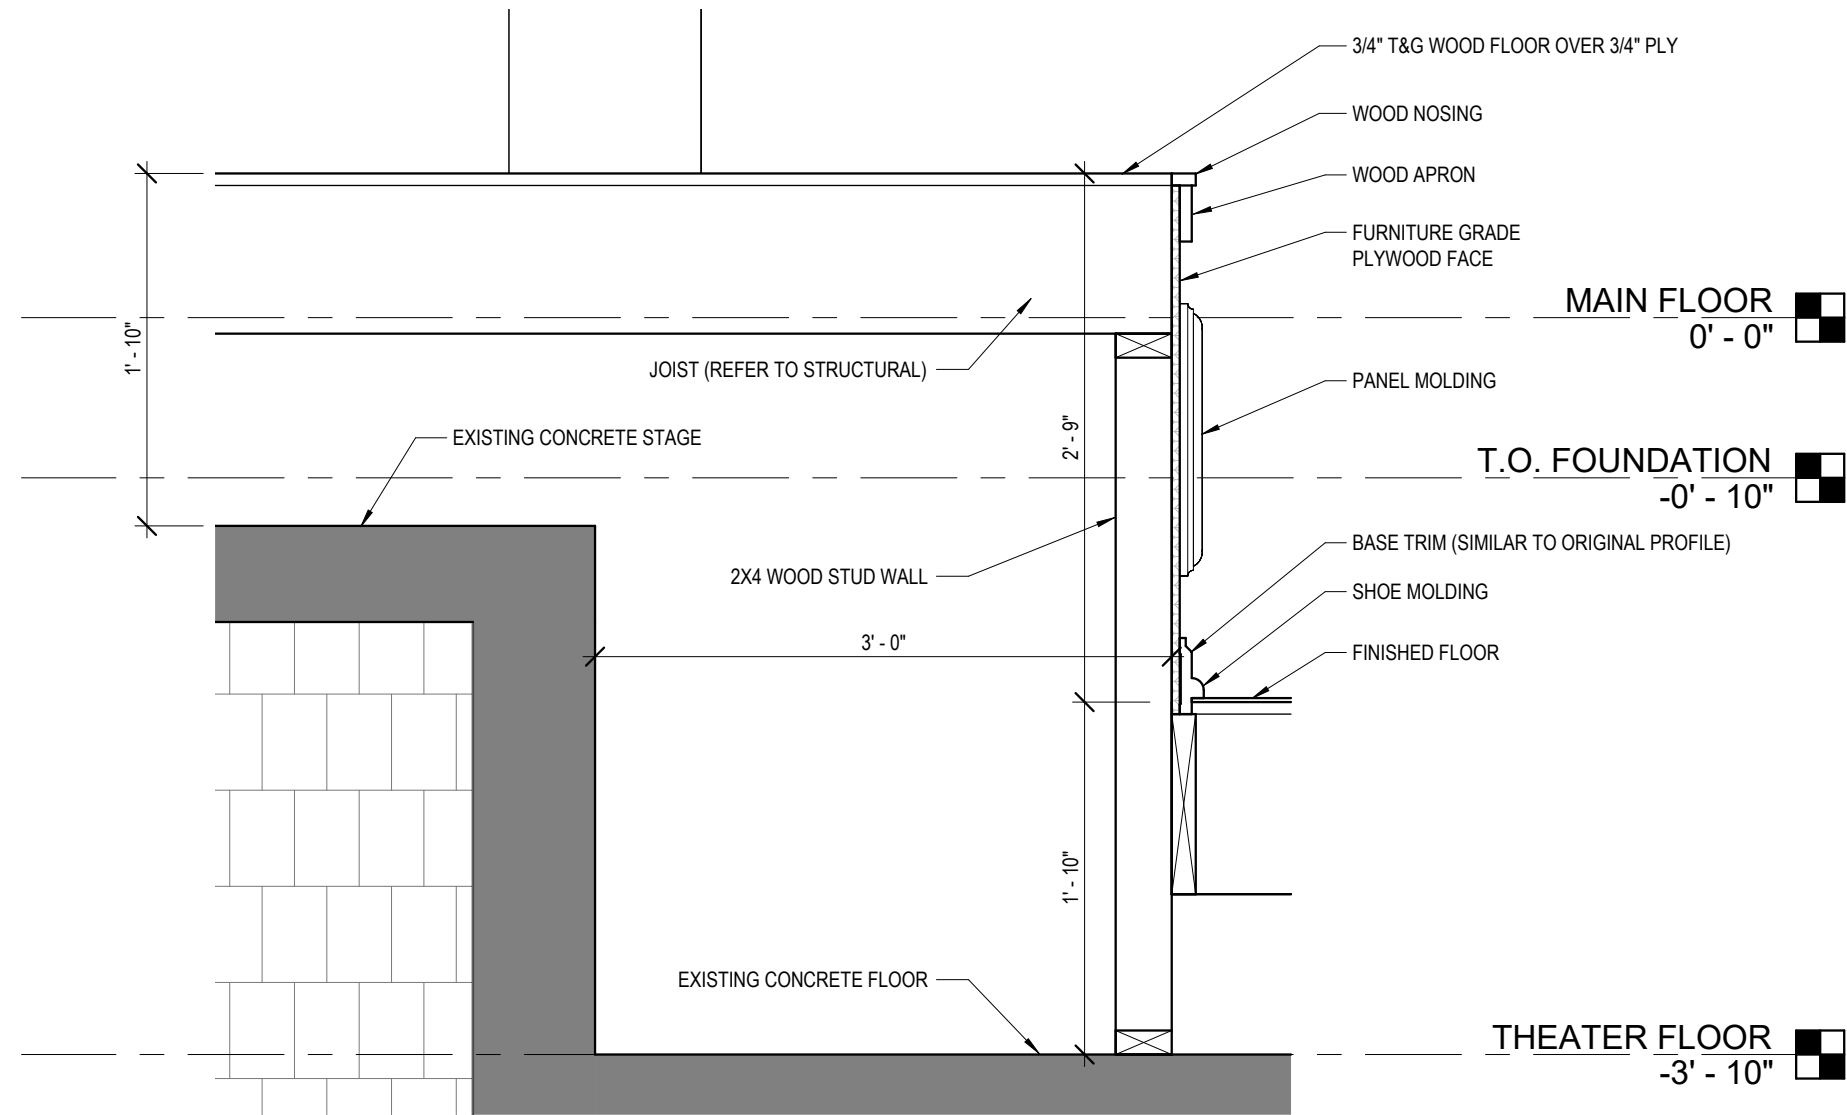 3/4" T&G WOOD FLOOR OVER 3/4" PLY
WOOD NOSING
WOOD APRON
FURNITURE GRADE
PLYWOOD FACE
MAIN FLOOR
0' - 0"
1' - 10"
JOIST (REFER TO STRUCTURAL)
PANEL MOLDING
2' - 9"
EXISTING CONCRETE STAGE
T.O. FOUNDATION
-0' - 10"
BASE TRIM (SIMILAR TO ORIGINAL PROFILE)
2X4 WOOD STUD WALL
SHOE MOLDING
3' - 0"
FINISHED FLOOR
1' - 10"
EXISTING CONCRETE FLOOR
THEATER FLOOR
-3' - 10"